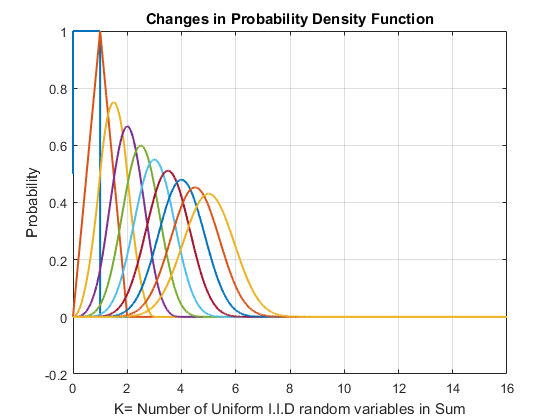 Changes in Probability Density Function
1
0.8
0.6
0.4
0.2
0
-0.2
Probability
0 2 4 6 8 10 12 14 16
K= Number of Uniform I.I.D random variables in Sum